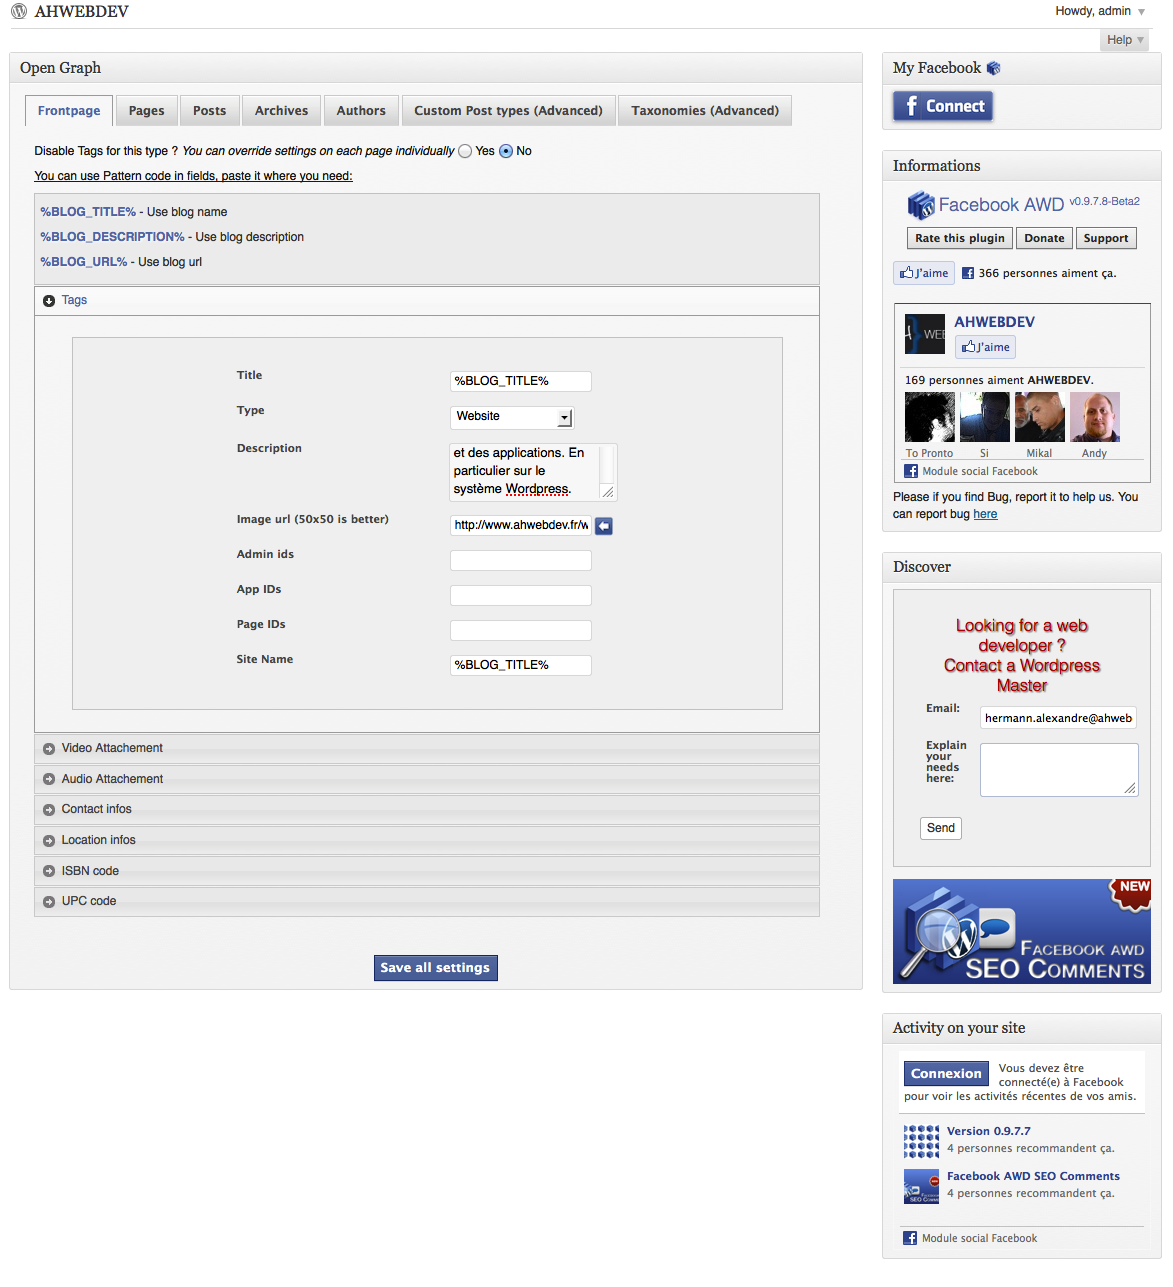 AHWEBDEV
Howdy, admin
Help
Open Graph
Frontpage
Pages
Posts
Archives
Authors
Custom Post types (Advanced)
Taxonomies (Advanced)
Disable Tags for this type ? You can override settings on each page individually Yes No
You can use Pattern code in fields, paste it where you need:
%BLOG_TITLE% - Use blog name
%BLOG_DESCRIPTION% - Use blog description
%BLOG_URL% - Use blog url
Tags
Title
%BLOG_TITLE%
Type
Website
Description
et des applications. En
particulier sur le
système Wordpress.
Image url (50x50 is better)
http://www.ahwebdev.fr/w
Admin ids
App IDs
Page IDs
Site Name
%BLOG_TITLE%
Video Attachement
Audio Attachement
Contact infos
Location infos
ISBN code
UPC code
Save all settings
My Facebook
Connect
Informations
Facebook AWD v0.9.7.8-Beta2
Rate this plugin
Donate
Support
J'aime
366 personnes aiment ça.
AHWEBDEV
J'aime
169 personnes aiment AHWEBDEV.
To Pronto
Si
Mikal
Andy
Module social Facebook
Please if you find Bug, report it to help us. You
can report bug here
Discover
Looking for a web
developer ?
Contact a Wordpress
Master
Email:
hermann.alexandre@ahweb
Explain
your
needs
here:
Send
NEW
FACEBOOK AWD
SEO COMMENTS
Activity on your site
Connexion
Vous devez être
connecté(e) à Facebook
pour voir les activités récentes de vos amis.
Version 0.9.7.7
4 personnes recommandent ça.
Facebook AWD SEO Comments
4 personnes recommandent ça.
Module social Facebook